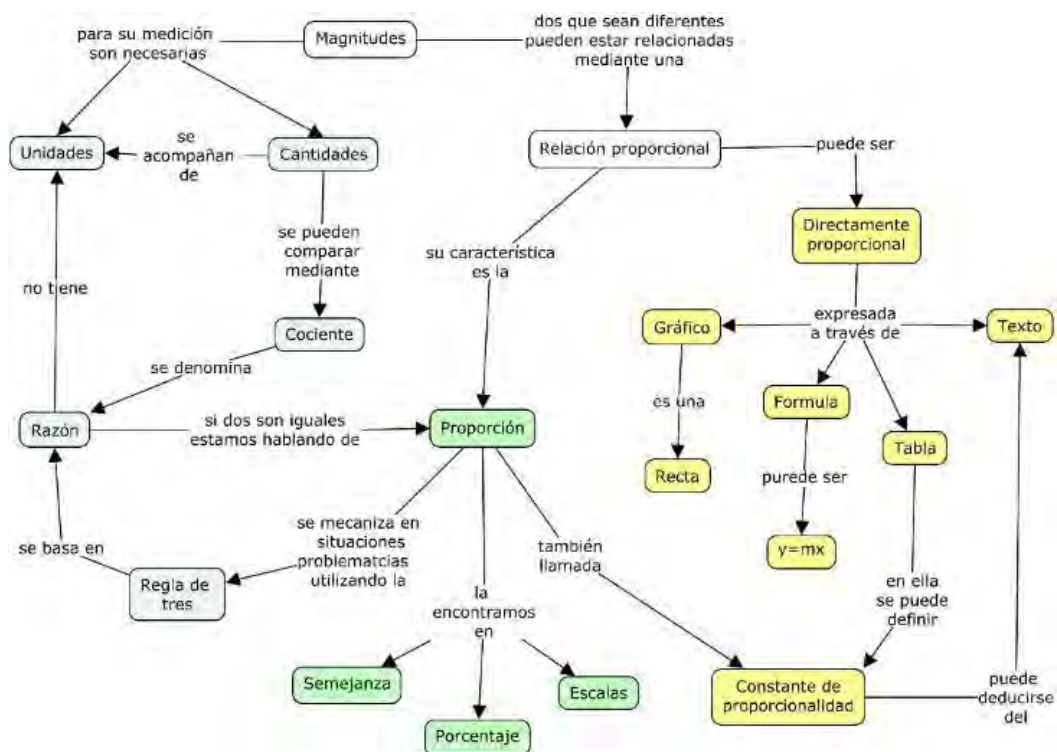 para su medición
son necesarias
Magnitudes
dos que sean diferentes
pueden estar relacionadas
mediante una
Unidades
se
acompañan
de
Cantidades
Relación proporcional
puede ser
Directamente
proporcional
se pueden
comparar
mediante
su característica
es la
no tiene
Cociente
Gráfico
expresada
a través de
Texto
se denomina
es una
Formula
Razón
si dos son iguales
estamos hablando de
Proporción
Tabla
Recta
purede ser
se mecaniza en
situaciones
problematcias
utilizando la
también
llamada
y=mx
se basa en
Regla de
tres
la
encontramos
en
en ella
se puede
definir
Semejanza
Escalas
Constante de
proporcionalidad
puede
deducirse
del
Porcentaje